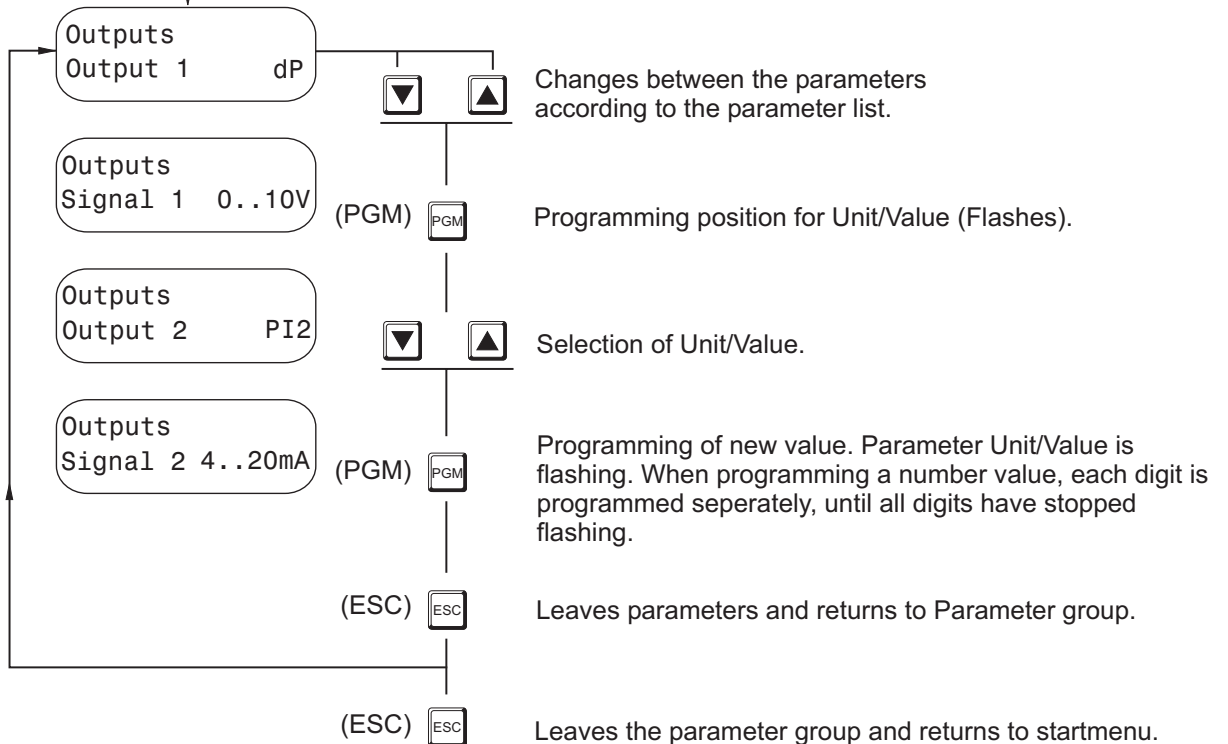 Outputs
Output 1 dP
Changes between the parameters
according to the parameter list.
Outputs
Signal 1 0..10V
(PGM) PGM
Programming position for Unit/Value (Flashes).
Outputs
Output 2 PI2
Selection of Unit/Value.
Outputs
Signal 2 4..20mA
(PGM) PGM
Programming of new value. Parameter Unit/Value is
flashing. When programming a number value, each digit is
programmed seperately, until all digits have stopped
flashing.
(ESC) ESC
Leaves parameters and returns to Parameter group.
(ESC) ESC
Leaves the parameter group and returns to startmenu.